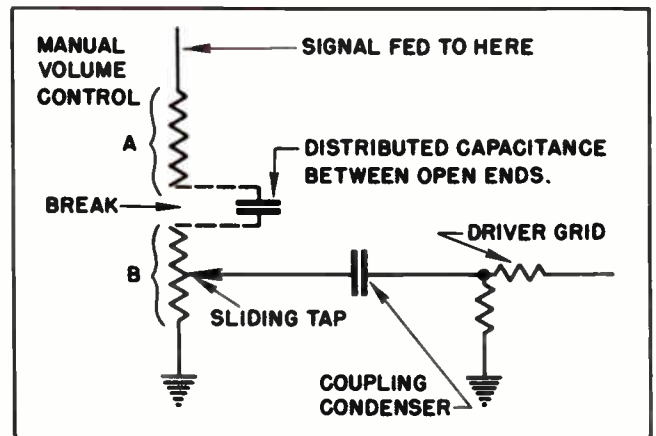 MANUAL
VOLUME
CONTROL
SIGNAL FED TO HERE
A
DISTRIBUTED CAPACITANCE
BETWEEN OPEN ENDS.
BREAK
DRIVER GRID
B
SLIDING TAP
COUPLING
CONDENSER